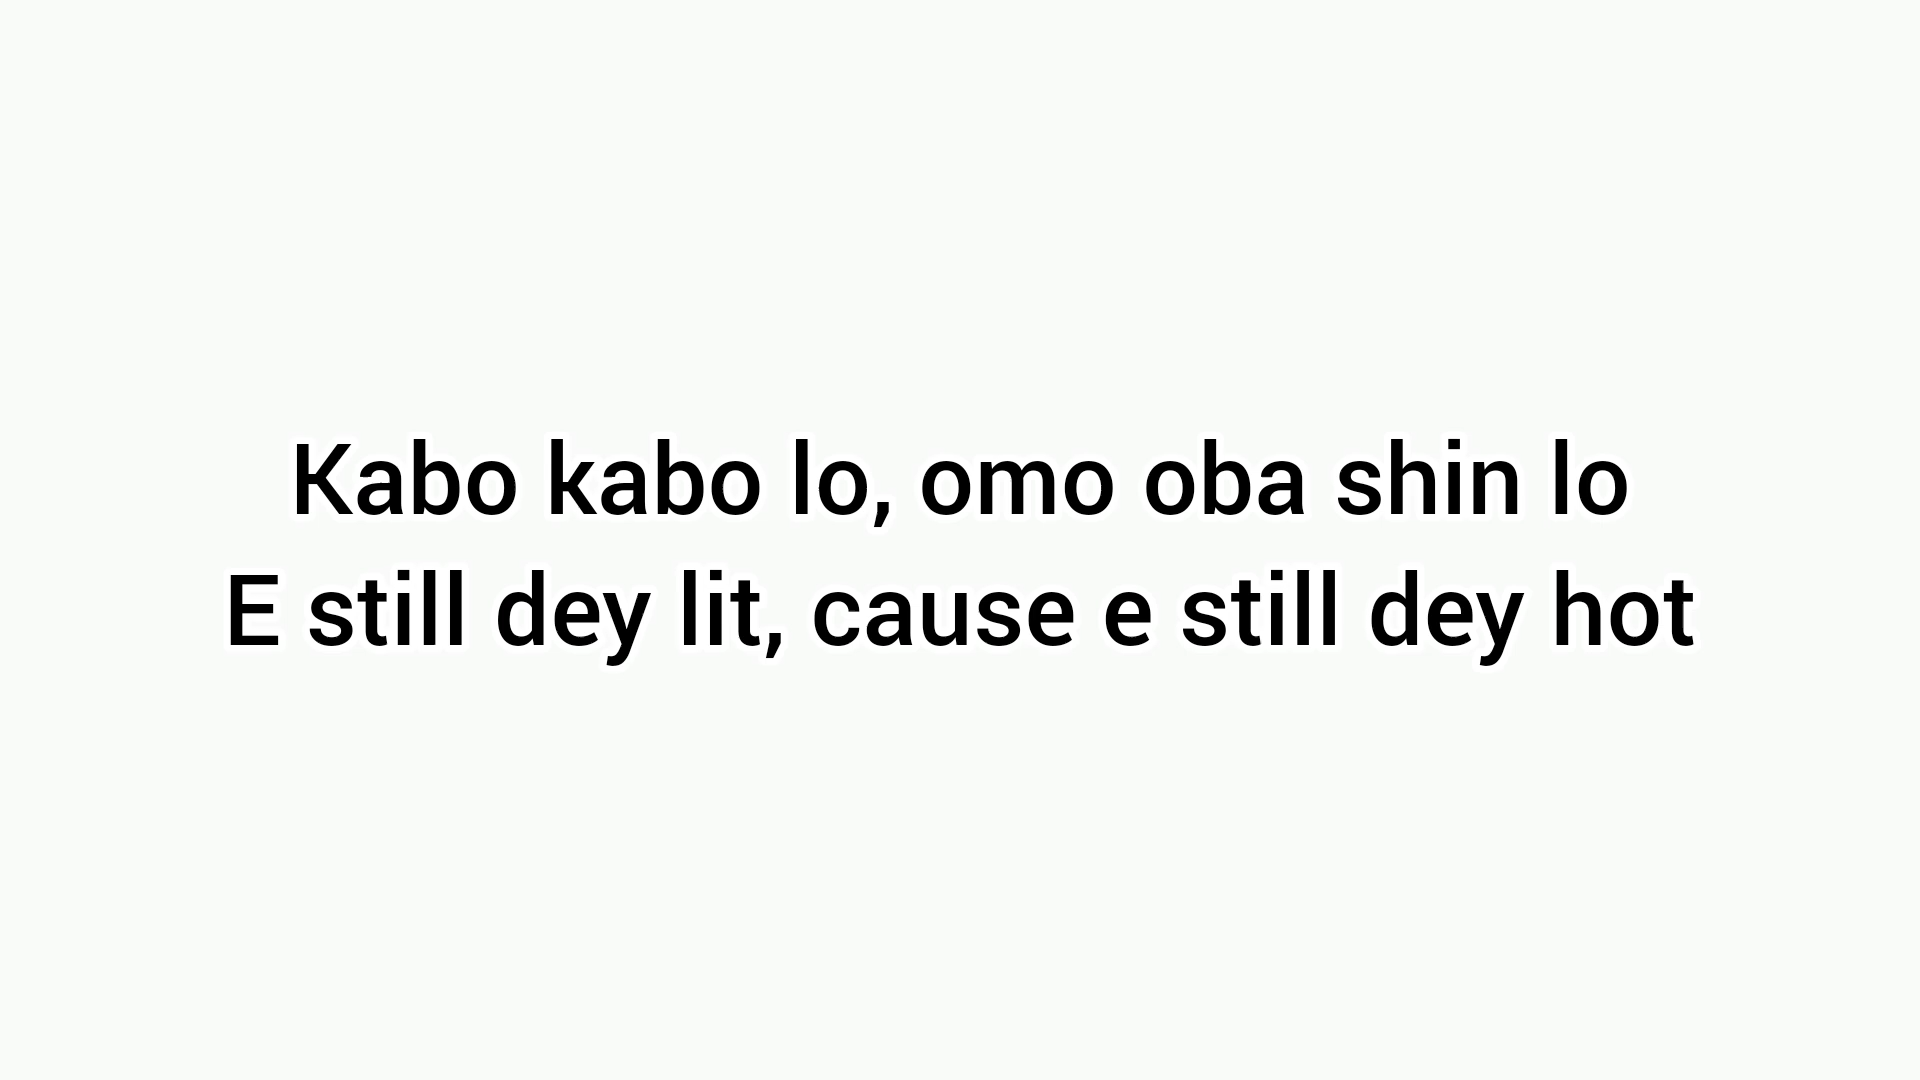 Kabo kabo lo, omo oba shin lo
E still dey lit, cause e still dey hot